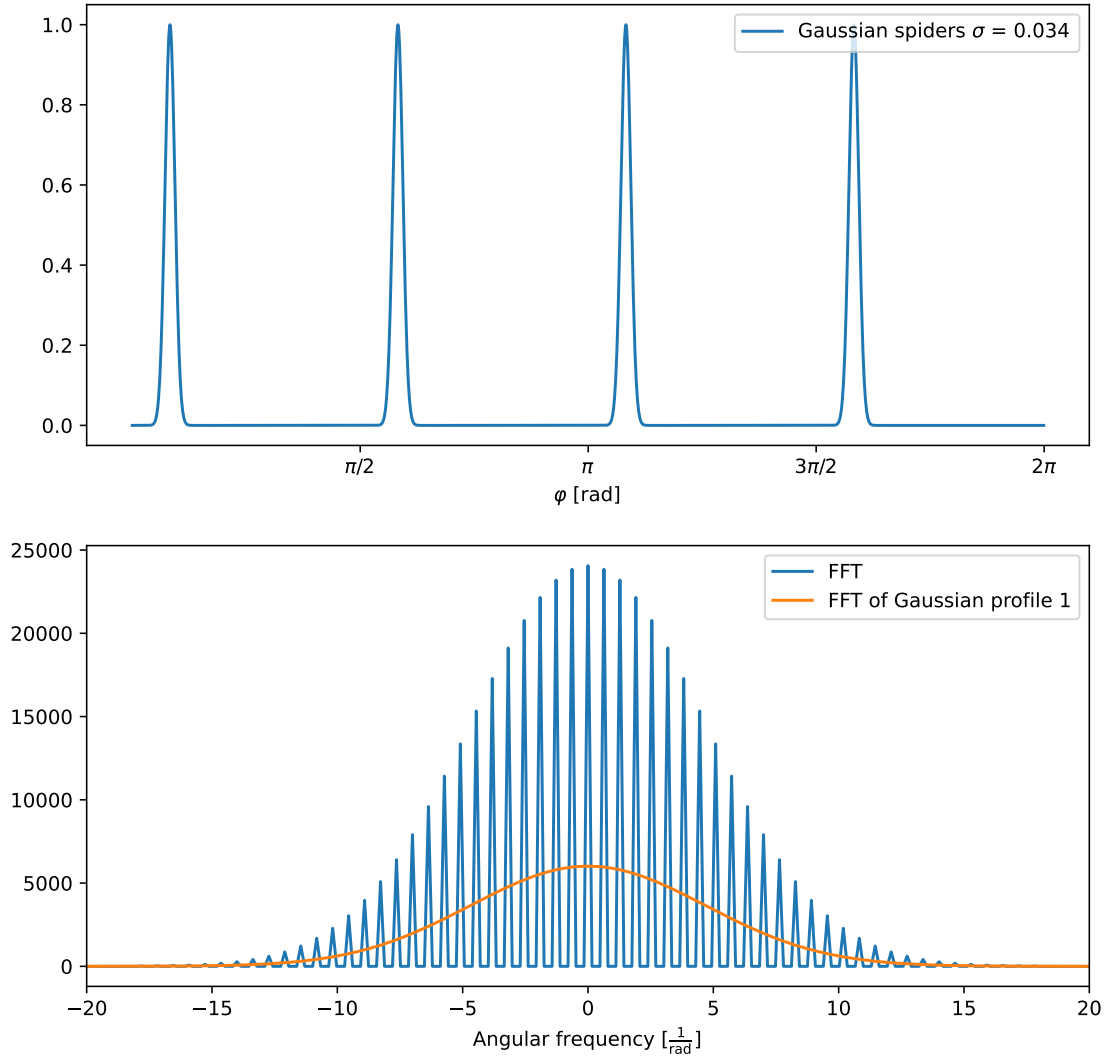 1.0
0.8
0.6
0.4
0.2
0.0
Gaussian spiders σ = 0.034
π/2
π
3π/2
2π
φ [rad]
25000
20000
15000
10000
5000
0
FFT
FFT of Gaussian profile 1
−20
−15
−10
−5
0
5
10
15
20
Angular frequency [1/rad]